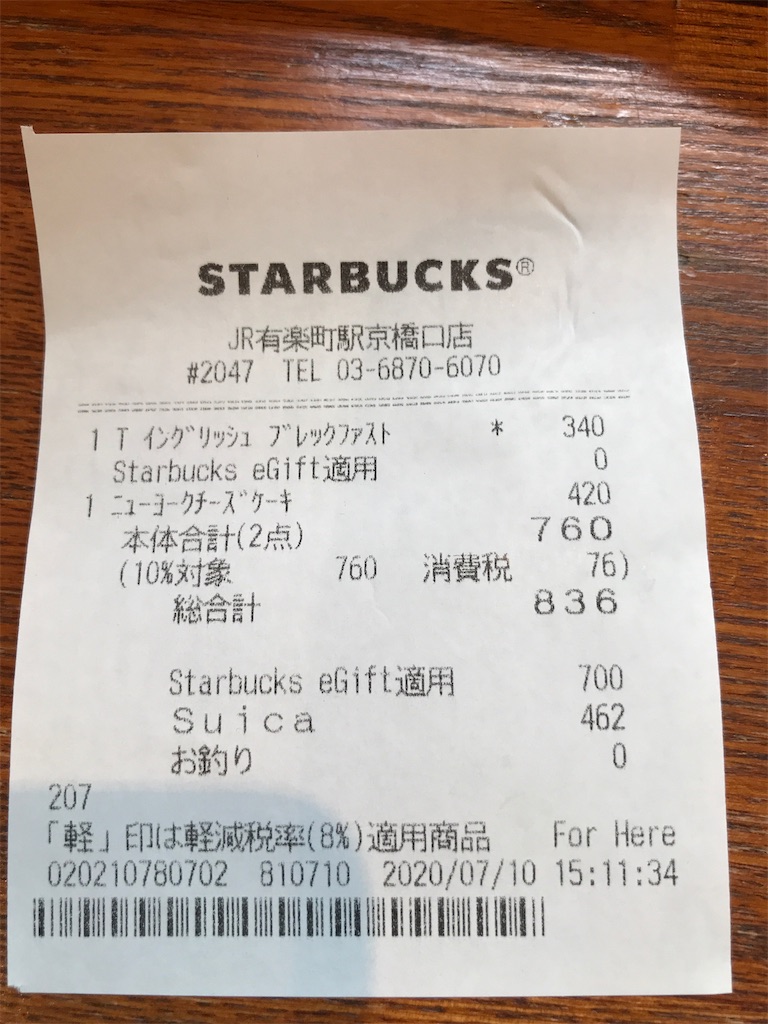 STARBUCKS®
JR有楽町駅京橋口店
#2047 TEL 03-6870-6070
1 T イングリッシュ ブレックファスト * 340
Starbucks eGift適用 0
1 ニューヨークチーズケーキ 420
本体合計(2点) 760
(10%対象 760 消費税 76)
総合計 836
Starbucks eGift適用 700
Suica 462
お釣り 0
207
「軽」印は軽減税率(8%)適用商品 For Here
020210780702 810710 2020/07/10 15:11:34